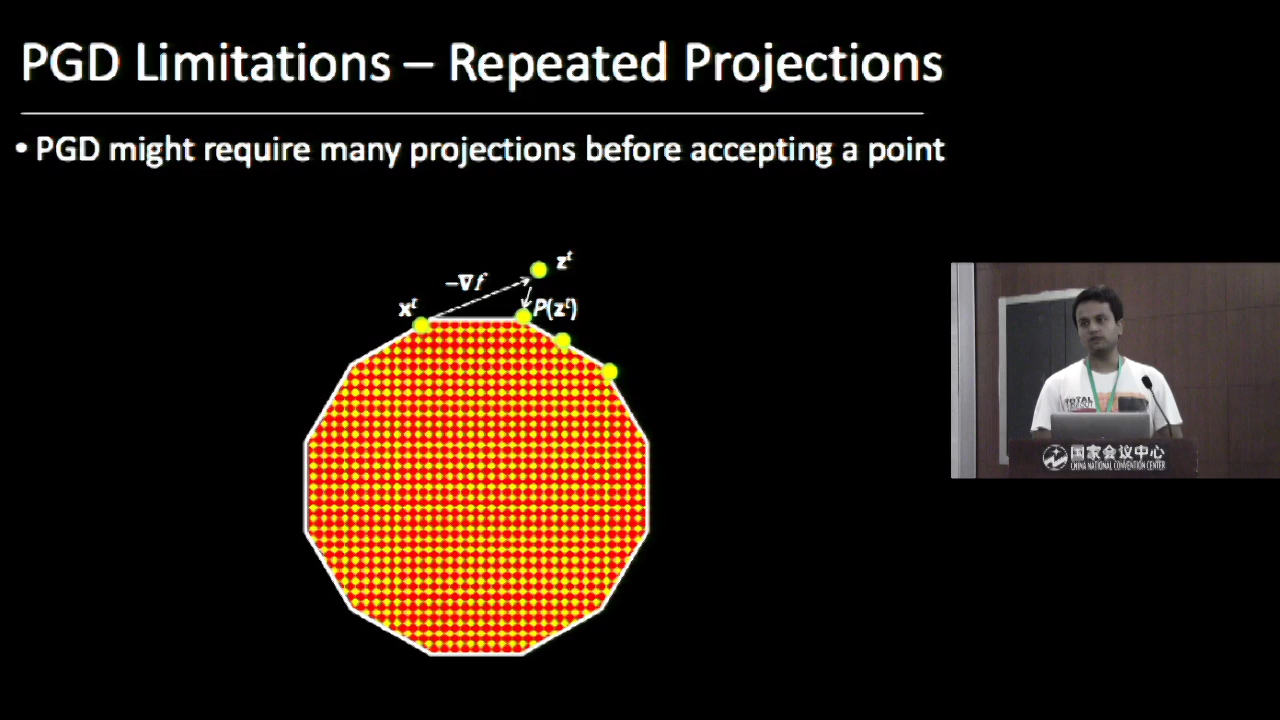 PGD Limitations – Repeated Projections
• PGD might require many projections before accepting a point
zᵗ
−∇f
xᵗ
P(zᵗ)
TOTAL
国家会议中心
CHINA NATIONAL CONVENTION CENTER